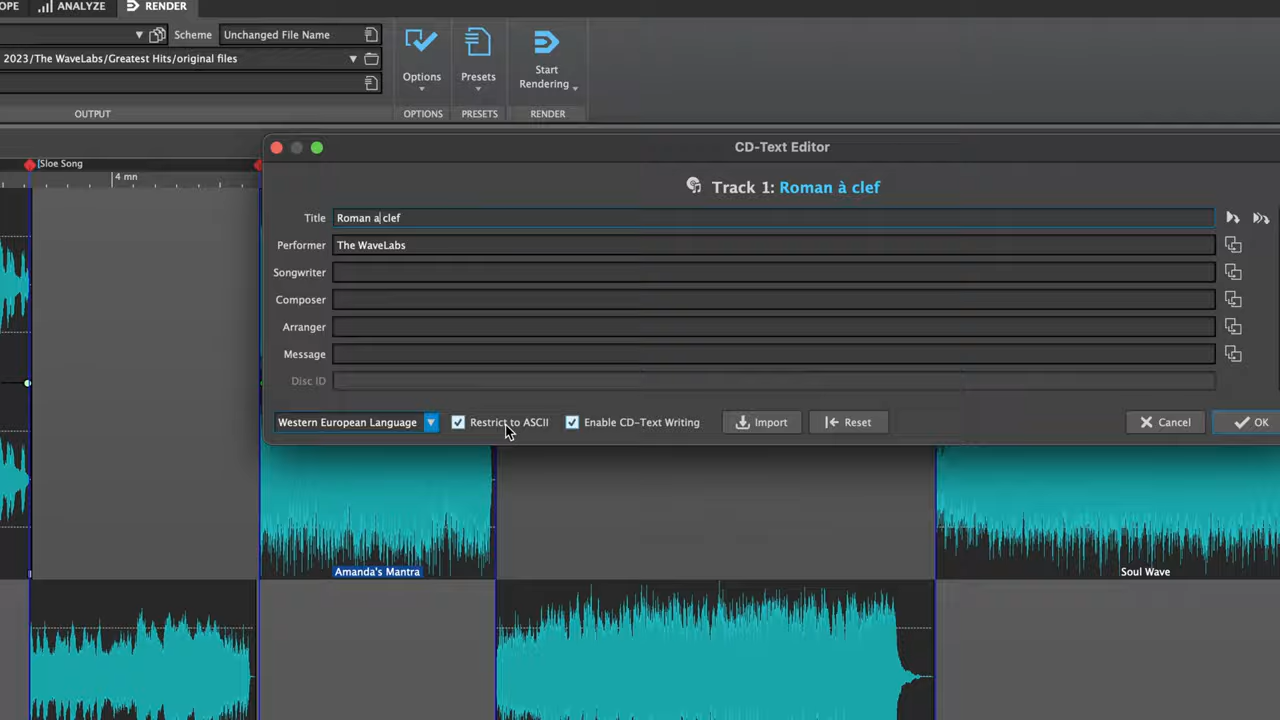 OPE ANALYZE RENDER
Scheme Unchanged File Name
2023/The WaveLabs/Greatest Hits/original files
Options Presets Start Rendering
OUTPUT OPTIONS PRESETS RENDER
CD-Text Editor
Sloe Song
4 mn
Track 1: Roman à clef
Title Roman a clef
Performer The WaveLabs
Songwriter
Composer
Arranger
Message
Disc ID
Western European Language Restrict to ASCII Enable CD-Text Writing Import Reset Cancel OK
Amanda's Mantra Soul Wave